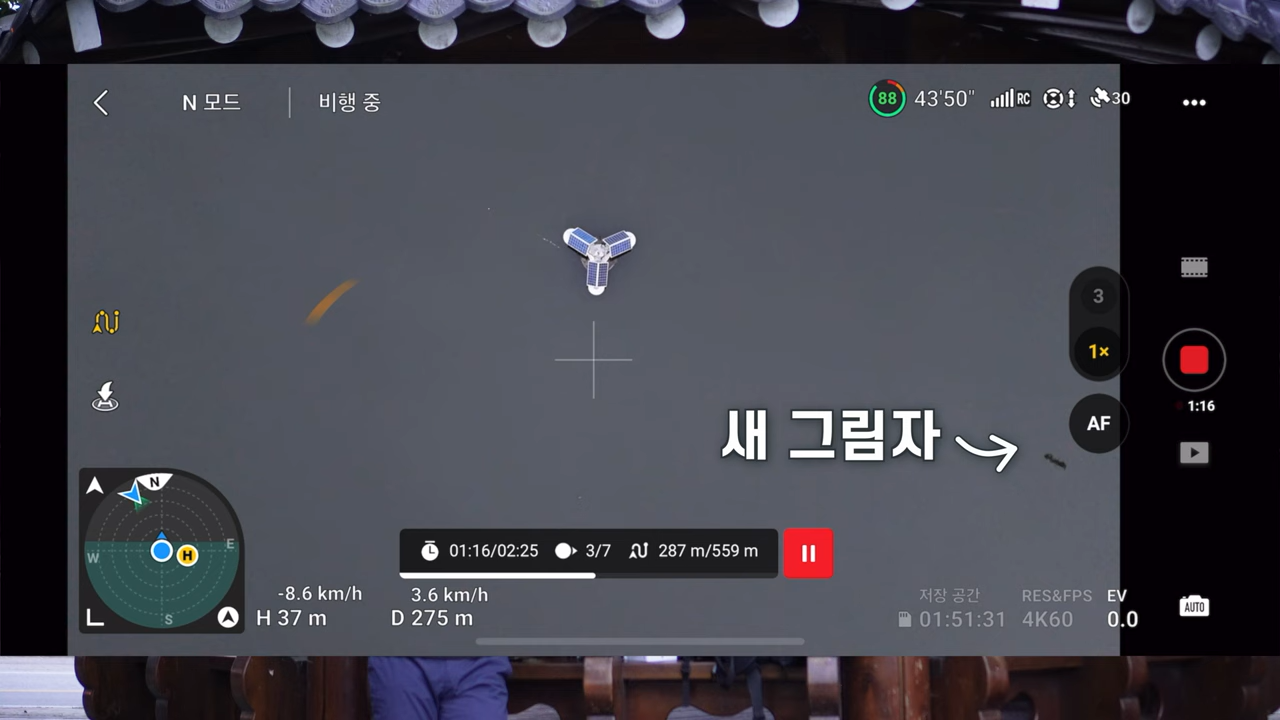 N 모드
비행 중
88
43'50"
RC
30
3
1×
AF
1:16
새 그림자
N
W
E
S
H
01:16/02:25
3/7
287 m/559 m
-8.6 km/h
3.6 km/h
H 37 m
D 275 m
저장 공간
01:51:31
RES&FPS
4K60
EV
0.0
AUTO